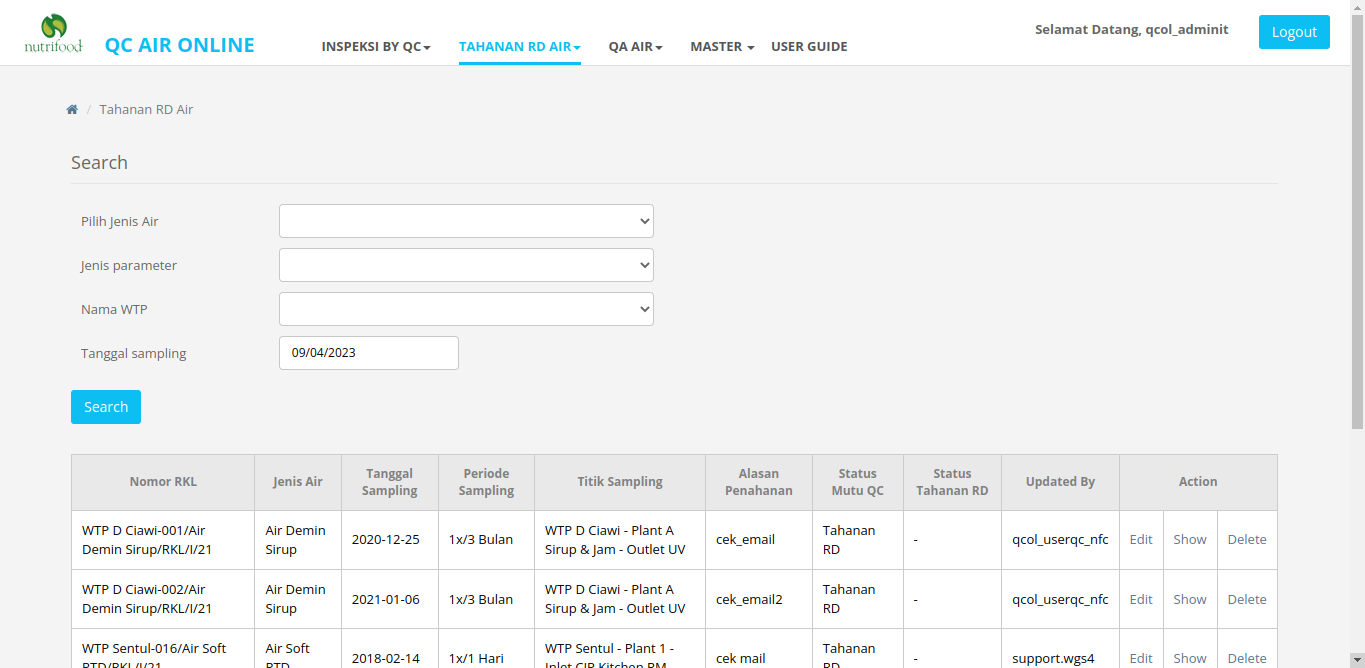 nutrifood
QC AIR ONLINE
INSPEKSI BY QC
TAHANAN RD AIR
QA AIR
MASTER
USER GUIDE
Selamat Datang, qcol_adminit
Logout
/ Tahanan RD Air
Search
Pilih Jenis Air
Jenis parameter
Nama WTP
Tanggal sampling
09/04/2023
Search
Nomor RKL
Jenis Air
Tanggal
Sampling
Periode
Sampling
Titik Sampling
Alasan
Penahanan
Status
Mutu QC
Status
Tahanan RD
Updated By
Action
WTP D Ciawi-001/Air
Demin Sirup/RKL/I/21
Air Demin
Sirup
2020-12-25
1x/3 Bulan
WTP D Ciawi - Plant A
Sirup & Jam - Outlet UV
cek_email
Tahanan
RD
-
qcol_userqc_nfc
Edit
Show
Delete
WTP D Ciawi-002/Air
Demin Sirup/RKL/I/21
Air Demin
Sirup
2021-01-06
1x/3 Bulan
WTP D Ciawi - Plant A
Sirup & Jam - Outlet UV
cek_email2
Tahanan
RD
-
qcol_userqc_nfc
Edit
Show
Delete
WTP Sentul-016/Air Soft
RTD/RKL/I/21
Air Soft
RTD
2018-02-14
1x/1 Hari
WTP Sentul - Plant 1 -
Inlet CIP Kitchen RM
cek mail
Tahanan
RD
-
support.wgs4
Edit
Show
Delete